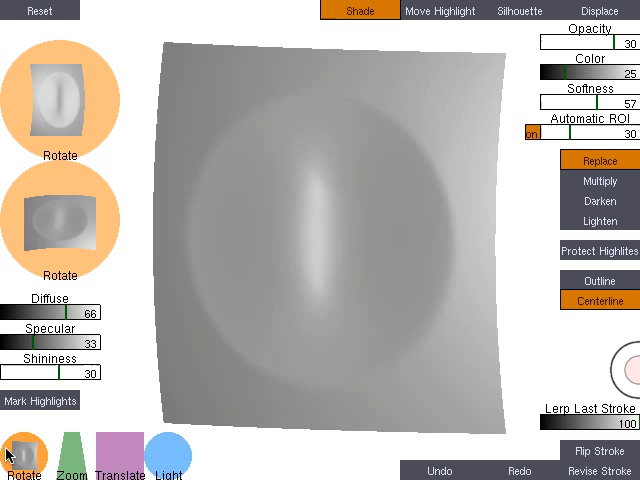 Reset
Shade
Move Highlight
Silhouette
Displace
Opacity
30
Color
25
Softness
57
Automatic ROI
on
30
Replace
Multiply
Darken
Lighten
Protect Highlites
Outline
Centerline
Rotate
Rotate
Diffuse
66
Specular
33
Shininess
30
Mark Highlights
Lerp Last Stroke
100
Flip Stroke
Rotate
Zoom
Translate
Light
Undo
Redo
Revise Stroke